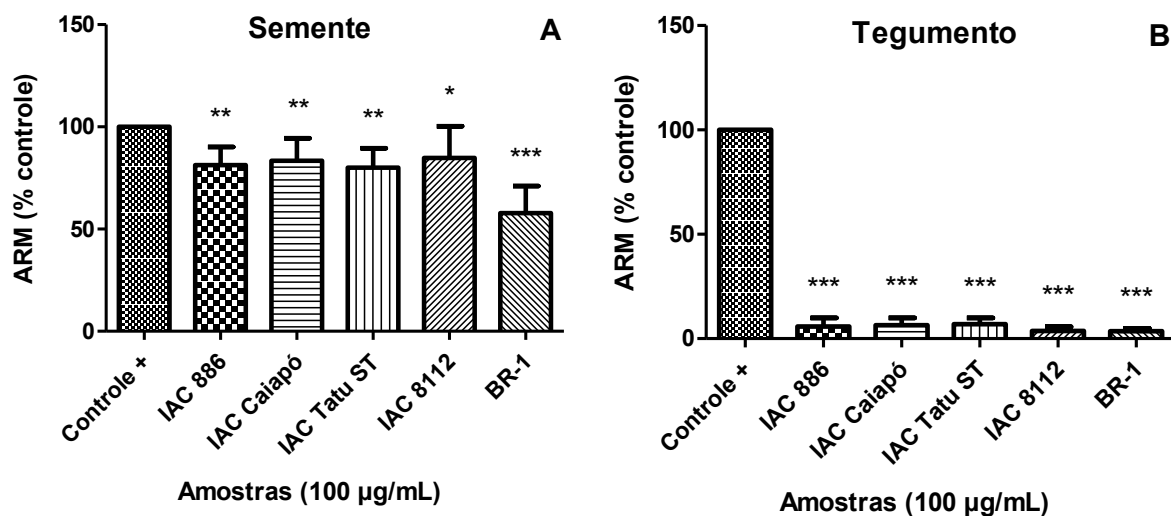 Semente
A
ARM (% controle)
150
100
50
0
**
**
**
*
***
Controle +
IAC 886
IAC Caiapó
IAC Tatu ST
IAC 8112
BR-1
Amostras (100 µg/mL)
Tegumento
B
ARM (% controle)
150
100
50
0
***
***
***
***
***
Controle +
IAC 886
IAC Caiapó
IAC Tatu ST
IAC 8112
BR-1
Amostras (100 µg/mL)